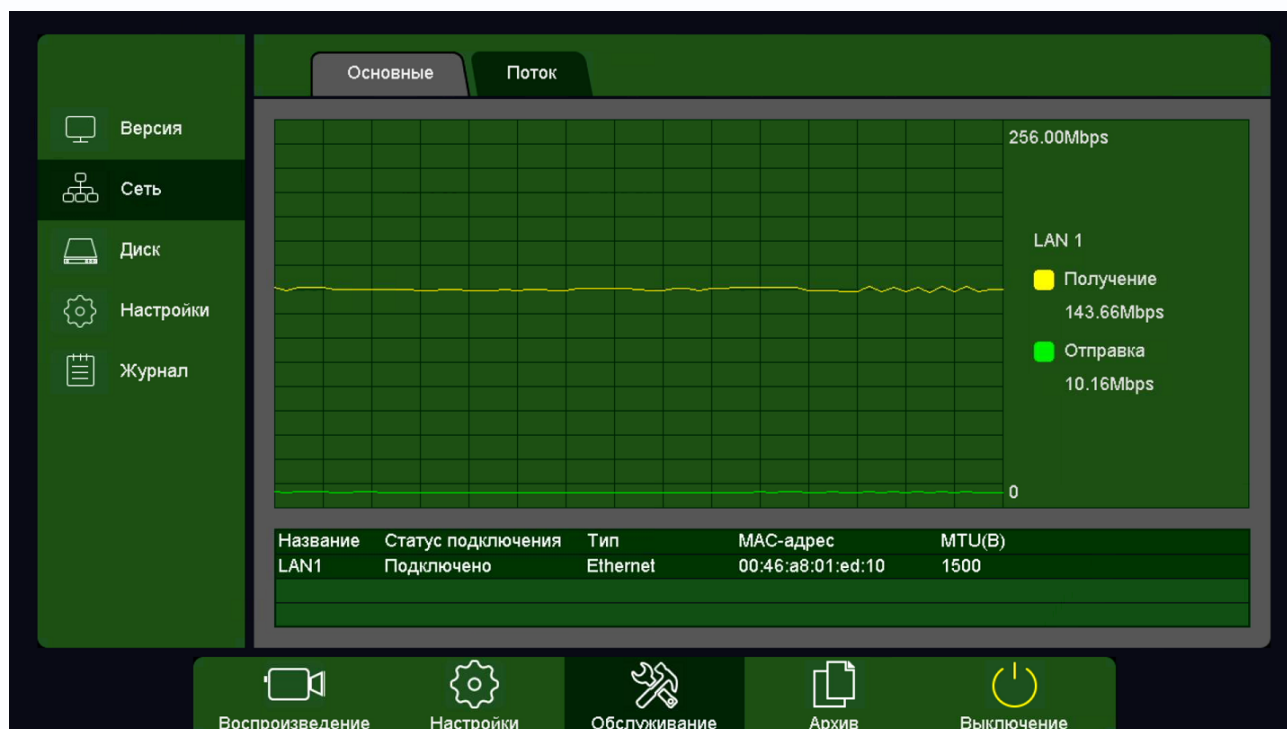 Основные Поток
Версия
Сеть
Диск
Настройки
Журнал
256.00Mbps
LAN 1
Получение
143.66Mbps
Отправка
10.16Mbps
0
Название Статус подключения Тип MAC-адрес MTU(B)
LAN1 Подключено Ethernet 00:46:a8:01:ed:10 1500
Воспроизведение Настройки Обслуживание Архив Выключение